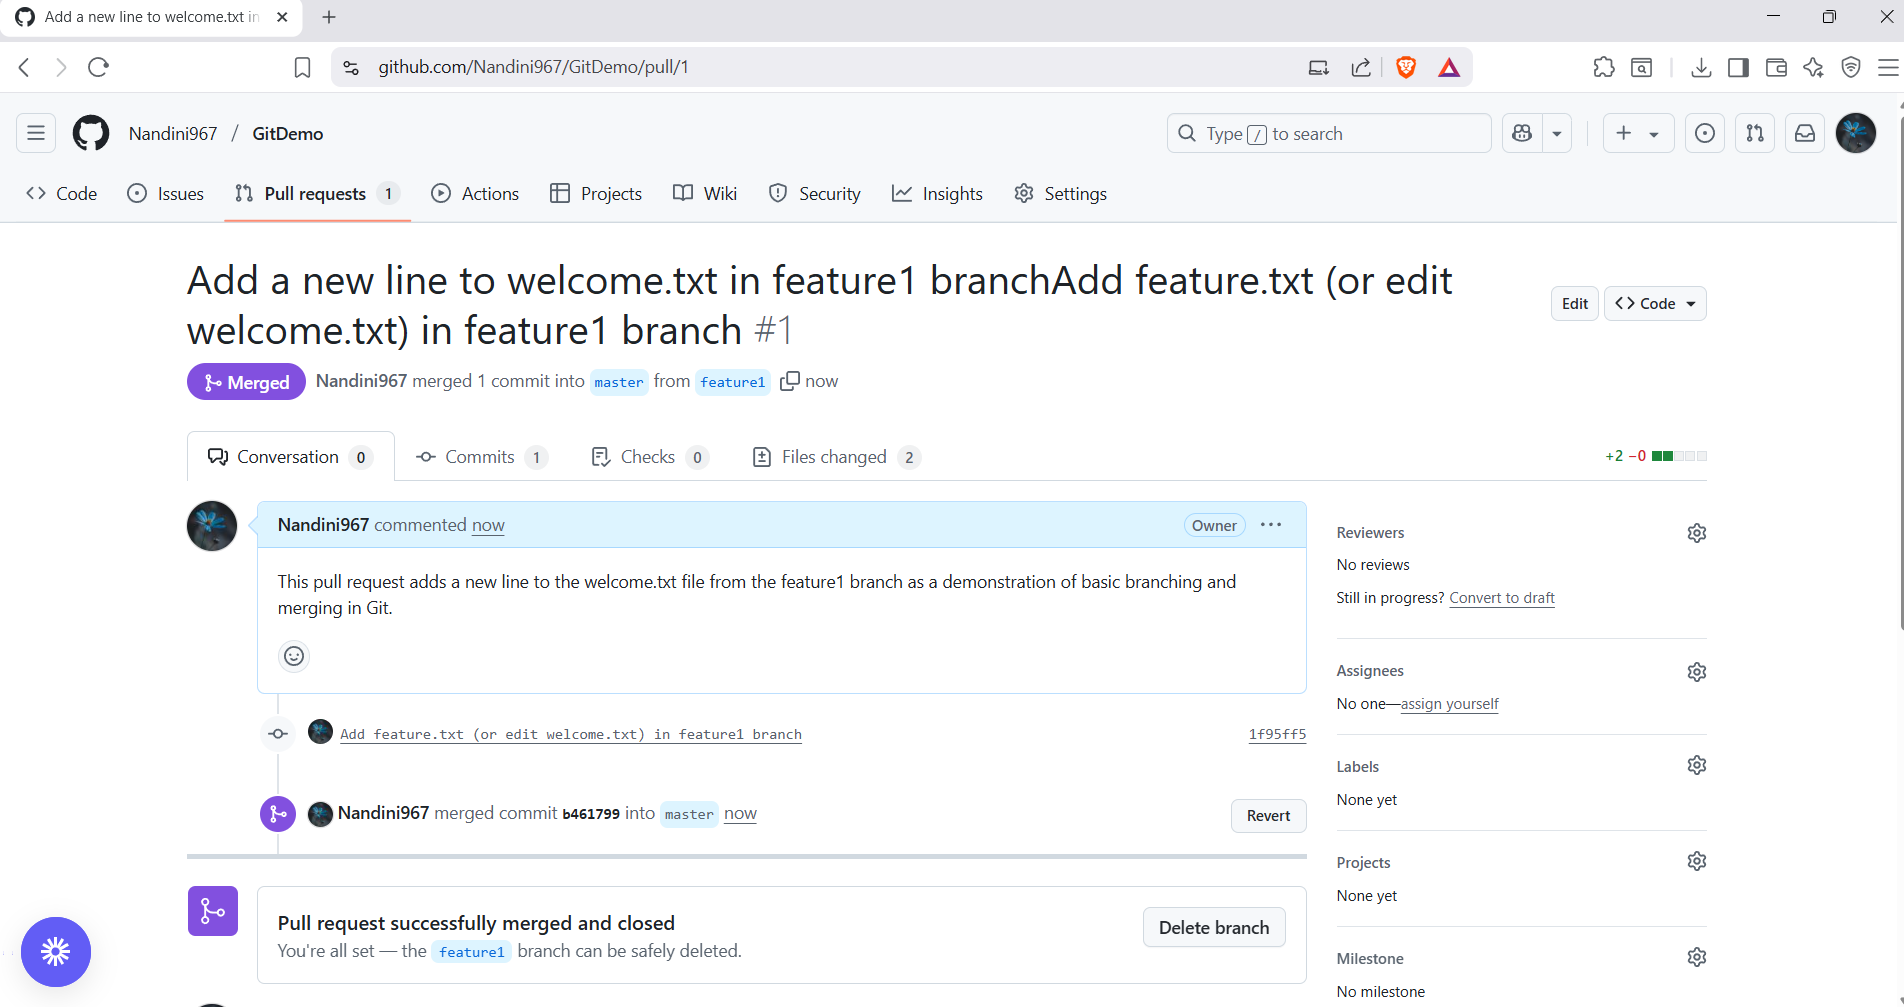 Add a new line to welcome.txt in
github.com/Nandini967/GitDemo/pull/1
Nandini967 / GitDemo
Type / to search
Code
Issues
Pull requests 1
Actions
Projects
Wiki
Security
Insights
Settings
Add a new line to welcome.txt in feature1 branchAdd feature.txt (or edit
welcome.txt) in feature1 branch #1
Edit
Code
Merged
Nandini967 merged 1 commit into master from feature1 now
Conversation 0
Commits 1
Checks 0
Files changed 2
+2 −0
Nandini967 commented now
Owner
This pull request adds a new line to the welcome.txt file from the feature1 branch as a demonstration of basic branching and
merging in Git.
Add feature.txt (or edit welcome.txt) in feature1 branch
1f95ff5
Nandini967 merged commit b461799 into master now
Revert
Pull request successfully merged and closed
You're all set — the feature1 branch can be safely deleted.
Delete branch
Reviewers
No reviews
Still in progress? Convert to draft
Assignees
No one—assign yourself
Labels
None yet
Projects
None yet
Milestone
No milestone